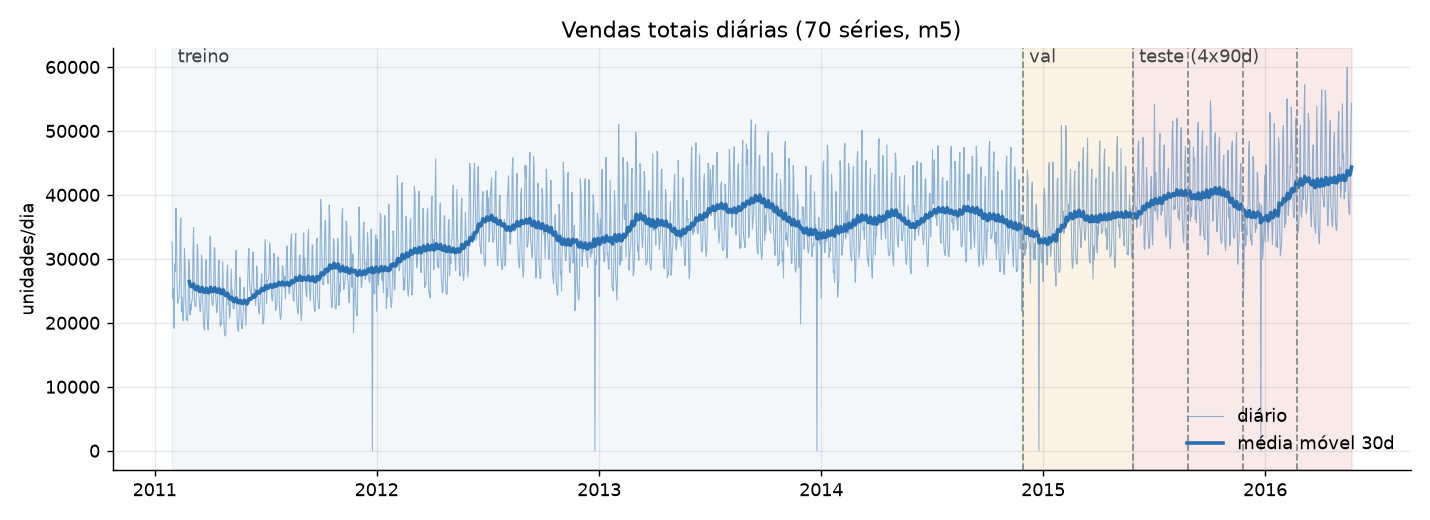 Vendas totais diárias (70 séries, m5)
treino
val
teste (4x90d)
60000
50000
40000
30000
20000
10000
0
unidades/dia
diário
média móvel 30d
2011
2012
2013
2014
2015
2016